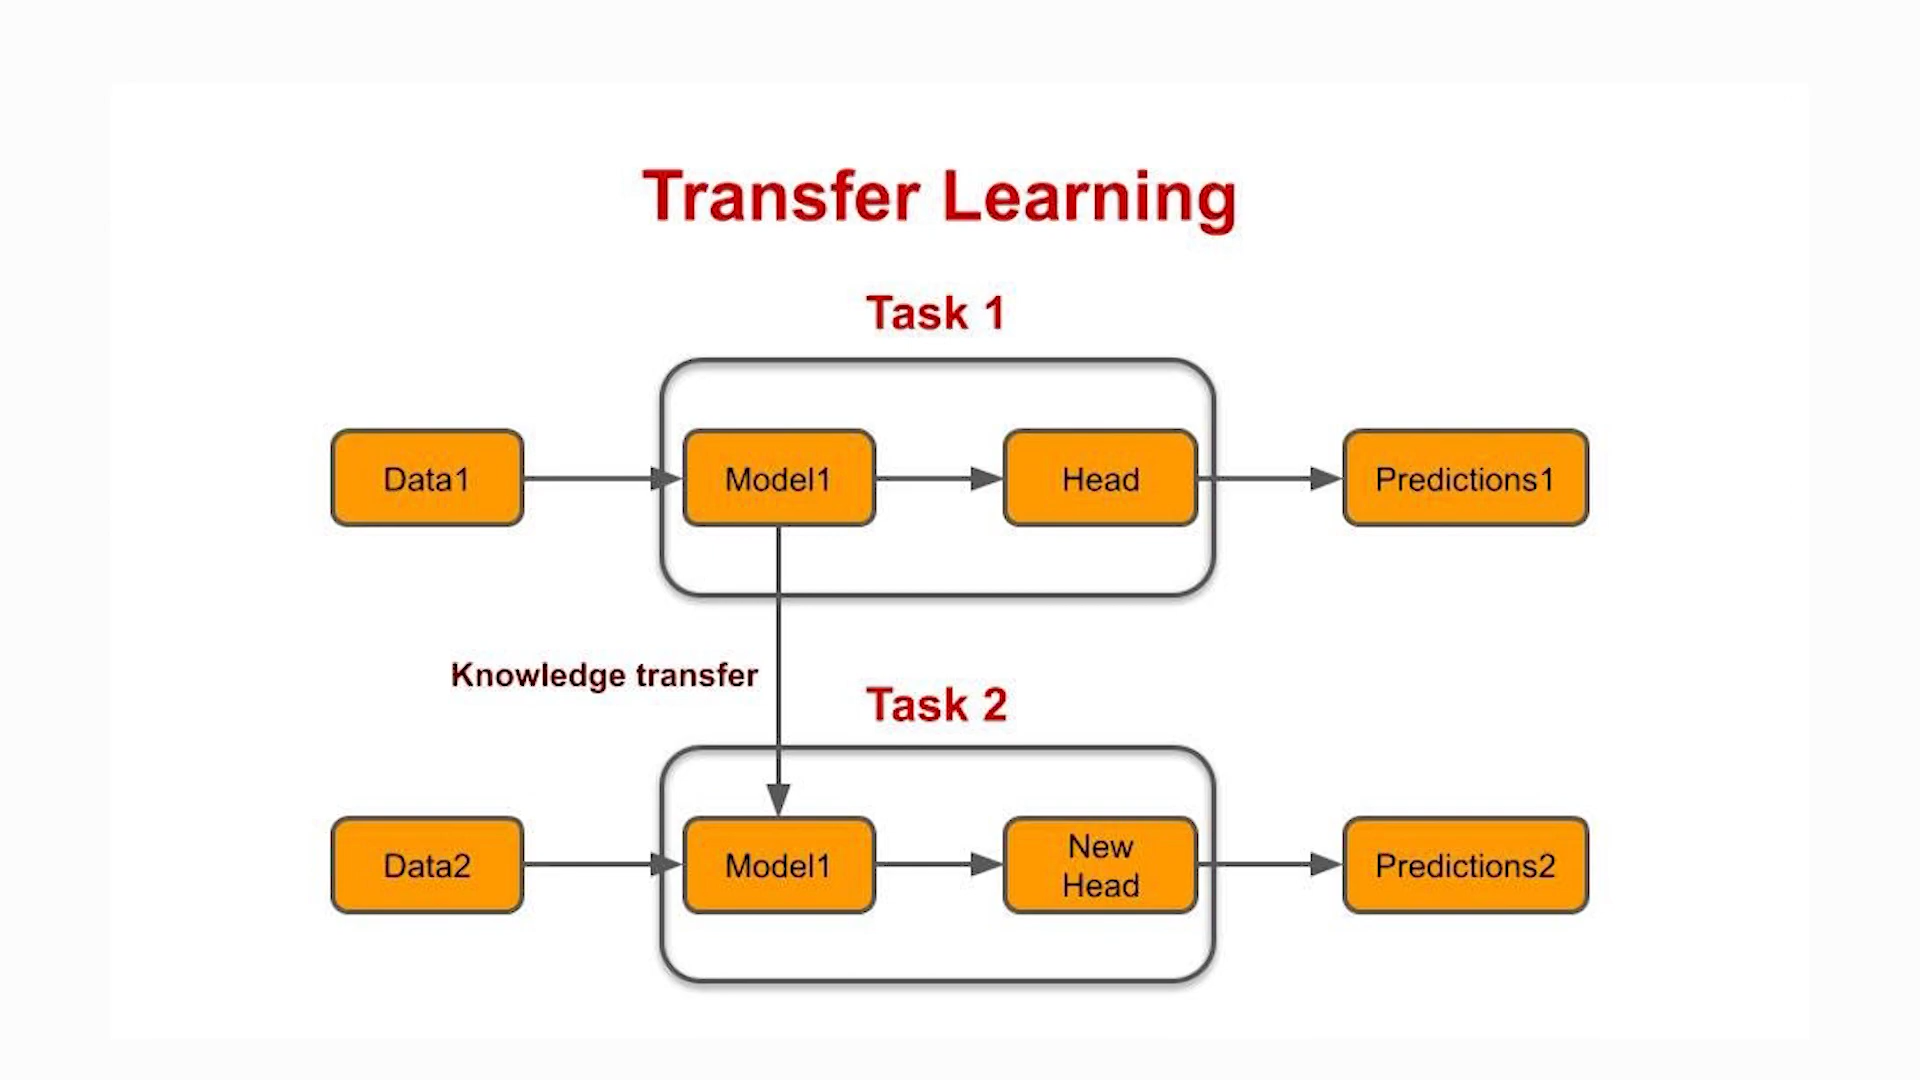 Transfer Learning
Task 1
Data1
Model1
Head
Predictions1
Knowledge transfer
Task 2
Data2
Model1
New
Head
Predictions2